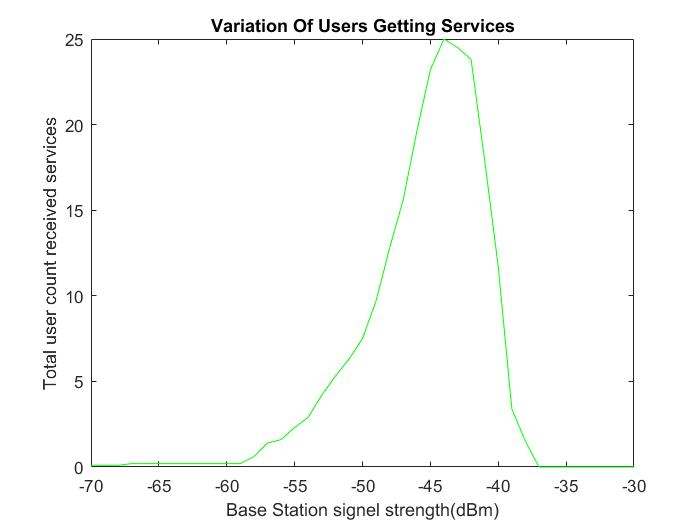 Variation Of Users Getting Services
25
20
15
10
5
0
Total user count received services
-70 -65 -60 -55 -50 -45 -40 -35 -30
Base Station signel strength(dBm)